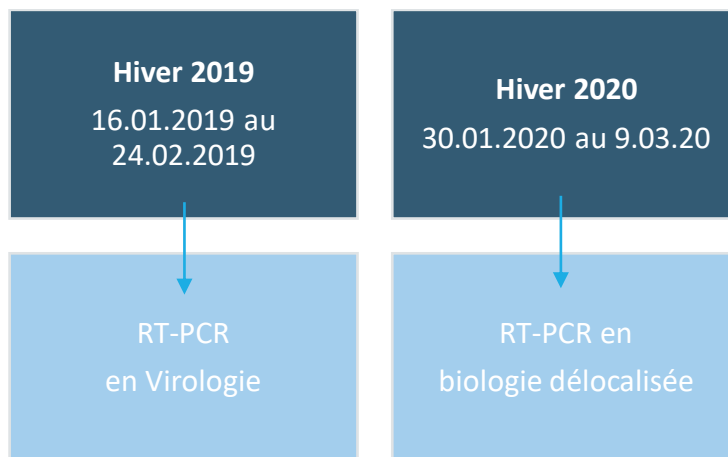 Hiver 2019
16.01.2019 au
24.02.2019
RT-PCR
en Virologie
Hiver 2020
30.01.2020 au 9.03.20
RT-PCR en
biologie délocalisée